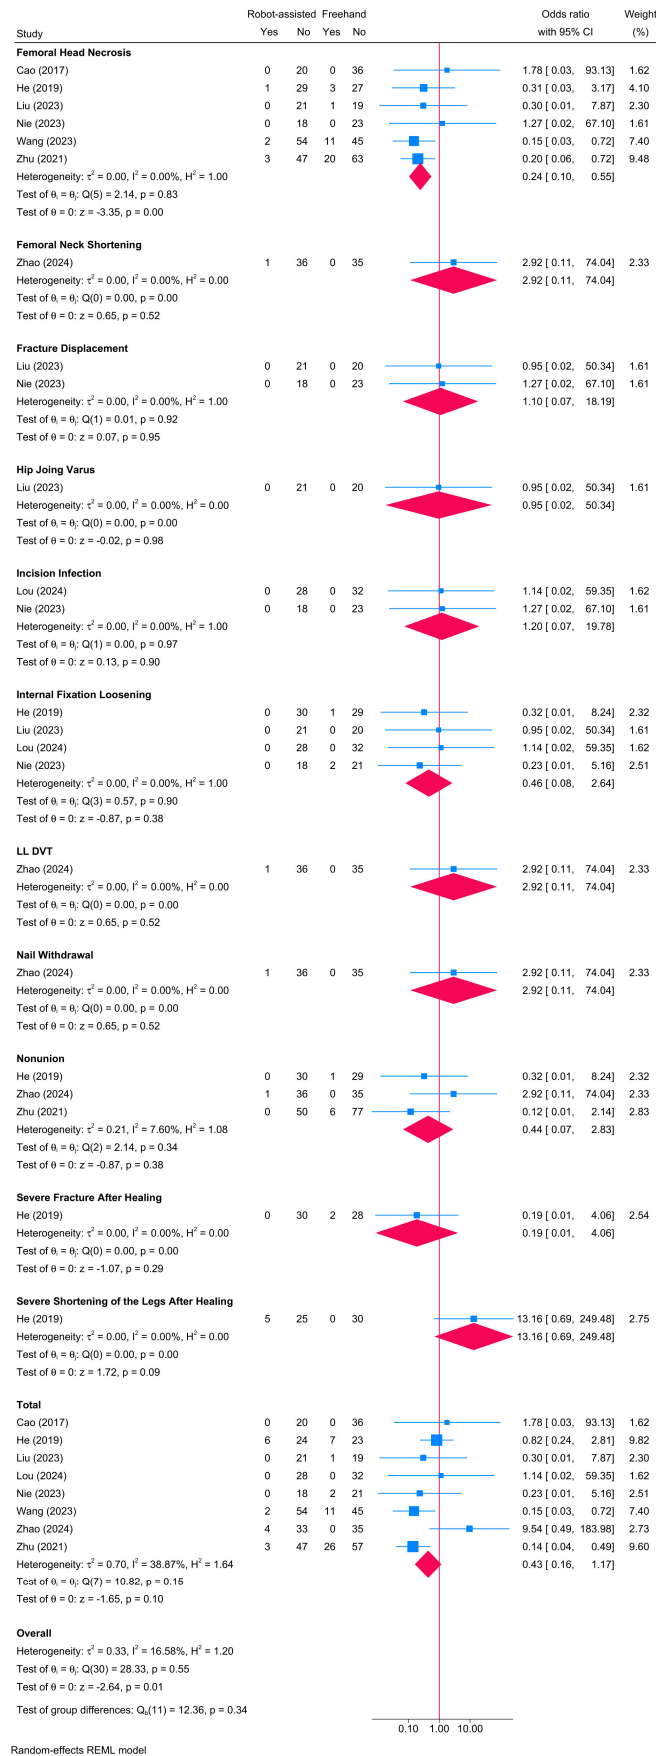 Robot-assisted Freehand Odds ratio Weight
Study Yes No Yes No with 95% CI (%)
Femoral Head Necrosis
Cao (2017) 0 20 0 36 1.78 [ 0.03, 93.13] 1.62
He (2019) 1 29 3 27 0.31 [ 0.03, 3.17] 4.10
Liu (2023) 0 21 1 19 0.30 [ 0.01, 7.87] 2.30
Nie (2023) 0 18 0 23 1.27 [ 0.02, 67.10] 1.61
Wang (2023) 2 54 11 45 0.15 [ 0.03, 0.72] 7.40
Zhu (2021) 3 47 20 63 0.20 [ 0.06, 0.72] 9.48
Heterogeneity: τ² = 0.00, I² = 0.00%, H² = 1.00 0.24 [ 0.10, 0.55]
Test of θᵢ = θⱼ: Q(5) = 2.14, p = 0.83
Test of θ = 0: z = -3.35, p = 0.00
Femoral Neck Shortening
Zhao (2024) 1 36 0 35 2.92 [ 0.11, 74.04] 2.33
Heterogeneity: τ² = 0.00, I² = 0.00%, H² = 0.00 2.92 [ 0.11, 74.04]
Test of θᵢ = θⱼ: Q(0) = 0.00, p = 0.00
Test of θ = 0: z = 0.65, p = 0.52
Fracture Displacement
Liu (2023) 0 21 0 20 0.95 [ 0.02, 50.34] 1.61
Nie (2023) 0 18 0 23 1.27 [ 0.02, 67.10] 1.61
Heterogeneity: τ² = 0.00, I² = 0.00%, H² = 1.00 1.10 [ 0.07, 18.19]
Test of θᵢ = θⱼ: Q(1) = 0.01, p = 0.92
Test of θ = 0: z = 0.07, p = 0.95
Hip Joing Varus
Liu (2023) 0 21 0 20 0.95 [ 0.02, 50.34] 1.61
Heterogeneity: τ² = 0.00, I² = 0.00%, H² = 0.00 0.95 [ 0.02, 50.34]
Test of θᵢ = θⱼ: Q(0) = 0.00, p = 0.00
Test of θ = 0: z = -0.02, p = 0.98
Incision Infection
Lou (2024) 0 28 0 32 1.14 [ 0.02, 59.35] 1.62
Nie (2023) 0 18 0 23 1.27 [ 0.02, 67.10] 1.61
Heterogeneity: τ² = 0.00, I² = 0.00%, H² = 1.00 1.20 [ 0.07, 19.78]
Test of θᵢ = θⱼ: Q(1) = 0.00, p = 0.97
Test of θ = 0: z = 0.13, p = 0.90
Internal Fixation Loosening
He (2019) 0 30 1 29 0.32 [ 0.01, 8.24] 2.32
Liu (2023) 0 21 0 20 0.95 [ 0.02, 50.34] 1.61
Lou (2024) 0 28 0 32 1.14 [ 0.02, 59.35] 1.62
Nie (2023) 0 18 2 21 0.23 [ 0.01, 5.16] 2.51
Heterogeneity: τ² = 0.00, I² = 0.00%, H² = 1.00 0.46 [ 0.08, 2.64]
Test of θᵢ = θⱼ: Q(3) = 0.57, p = 0.90
Test of θ = 0: z = -0.87, p = 0.38
LL DVT
Zhao (2024) 1 36 0 35 2.92 [ 0.11, 74.04] 2.33
Heterogeneity: τ² = 0.00, I² = 0.00%, H² = 0.00 2.92 [ 0.11, 74.04]
Test of θᵢ = θⱼ: Q(0) = 0.00, p = 0.00
Test of θ = 0: z = 0.65, p = 0.52
Nail Withdrawal
Zhao (2024) 1 36 0 35 2.92 [ 0.11, 74.04] 2.33
Heterogeneity: τ² = 0.00, I² = 0.00%, H² = 0.00 2.92 [ 0.11, 74.04]
Test of θᵢ = θⱼ: Q(0) = 0.00, p = 0.00
Test of θ = 0: z = 0.65, p = 0.52
Nonunion
He (2019) 0 30 1 29 0.32 [ 0.01, 8.24] 2.32
Zhao (2024) 1 36 0 35 2.92 [ 0.11, 74.04] 2.33
Zhu (2021) 0 50 6 77 0.12 [ 0.01, 2.14] 2.83
Heterogeneity: τ² = 0.21, I² = 7.60%, H² = 1.08 0.44 [ 0.07, 2.83]
Test of θᵢ = θⱼ: Q(2) = 2.14, p = 0.34
Test of θ = 0: z = -0.87, p = 0.38
Severe Fracture After Healing
He (2019) 0 30 2 28 0.19 [ 0.01, 4.06] 2.54
Heterogeneity: τ² = 0.00, I² = 0.00%, H² = 0.00 0.19 [ 0.01, 4.06]
Test of θᵢ = θⱼ: Q(0) = 0.00, p = 0.00
Test of θ = 0: z = -1.07, p = 0.29
Severe Shortening of the Legs After Healing
He (2019) 5 25 0 30 13.16 [ 0.69, 249.48] 2.75
Heterogeneity: τ² = 0.00, I² = 0.00%, H² = 0.00 13.16 [ 0.69, 249.48]
Test of θᵢ = θⱼ: Q(0) = 0.00, p = 0.00
Test of θ = 0: z = 1.72, p = 0.09
Total
Cao (2017) 0 20 0 36 1.78 [ 0.03, 93.13] 1.62
He (2019) 6 24 7 23 0.82 [ 0.24, 2.81] 9.82
Liu (2023) 0 21 1 19 0.30 [ 0.01, 7.87] 2.30
Lou (2024) 0 28 0 32 1.14 [ 0.02, 59.35] 1.62
Nie (2023) 0 18 2 21 0.23 [ 0.01, 5.16] 2.51
Wang (2023) 2 54 11 45 0.15 [ 0.03, 0.72] 7.40
Zhao (2024) 4 33 0 35 9.54 [ 0.49, 183.98] 2.73
Zhu (2021) 3 47 26 57 0.14 [ 0.04, 0.49] 9.60
Heterogeneity: τ² = 0.70, I² = 38.87%, H² = 1.64 0.43 [ 0.16, 1.17]
Test of θᵢ = θⱼ: Q(7) = 10.82, p = 0.15
Test of θ = 0: z = -1.65, p = 0.10
Overall
Heterogeneity: τ² = 0.33, I² = 16.58%, H² = 1.20
Test of θᵢ = θⱼ: Q(30) = 28.33, p = 0.55
Test of θ = 0: z = -2.64, p = 0.01
Test of group differences: Q_b(11) = 12.36, p = 0.34
0.10 1.00 10.00
Random-effects REML model